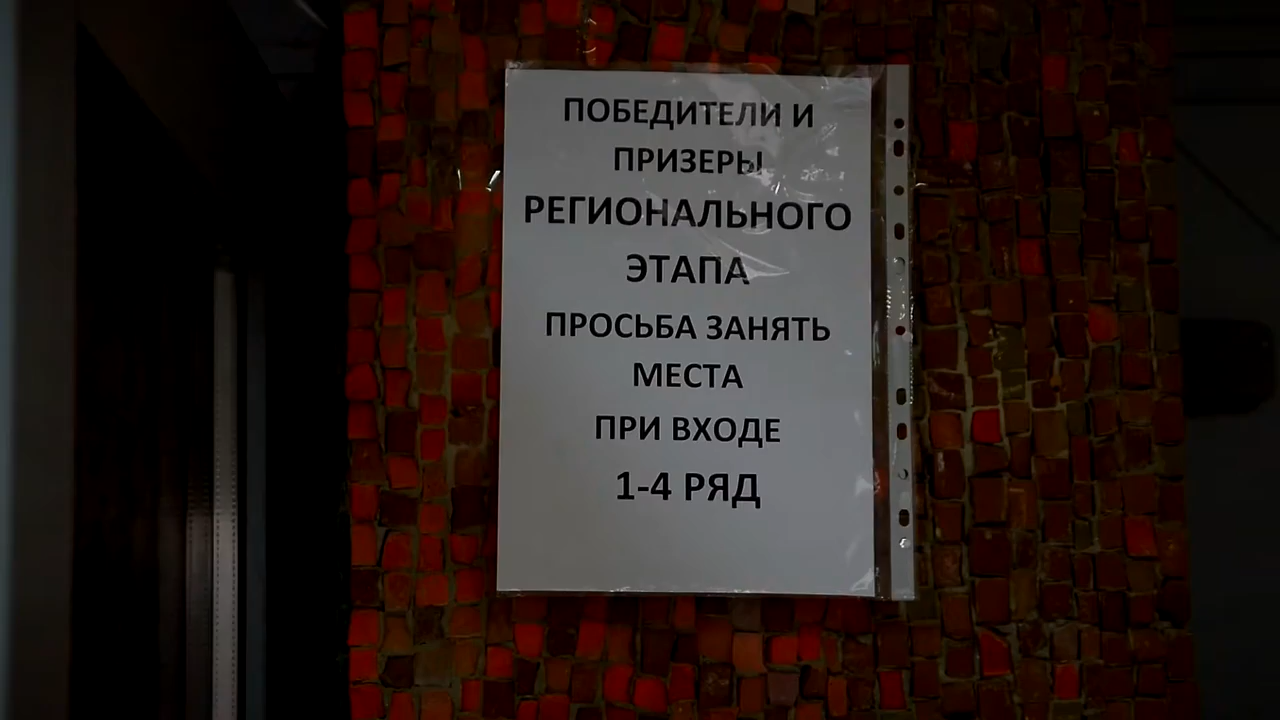 ПОБЕДИТЕЛИ И
ПРИЗЕРЫ
РЕГИОНАЛЬНОГО
ЭТАПА
ПРОСЬБА ЗАНЯТЬ
МЕСТА
ПРИ ВХОДЕ
1-4 РЯД